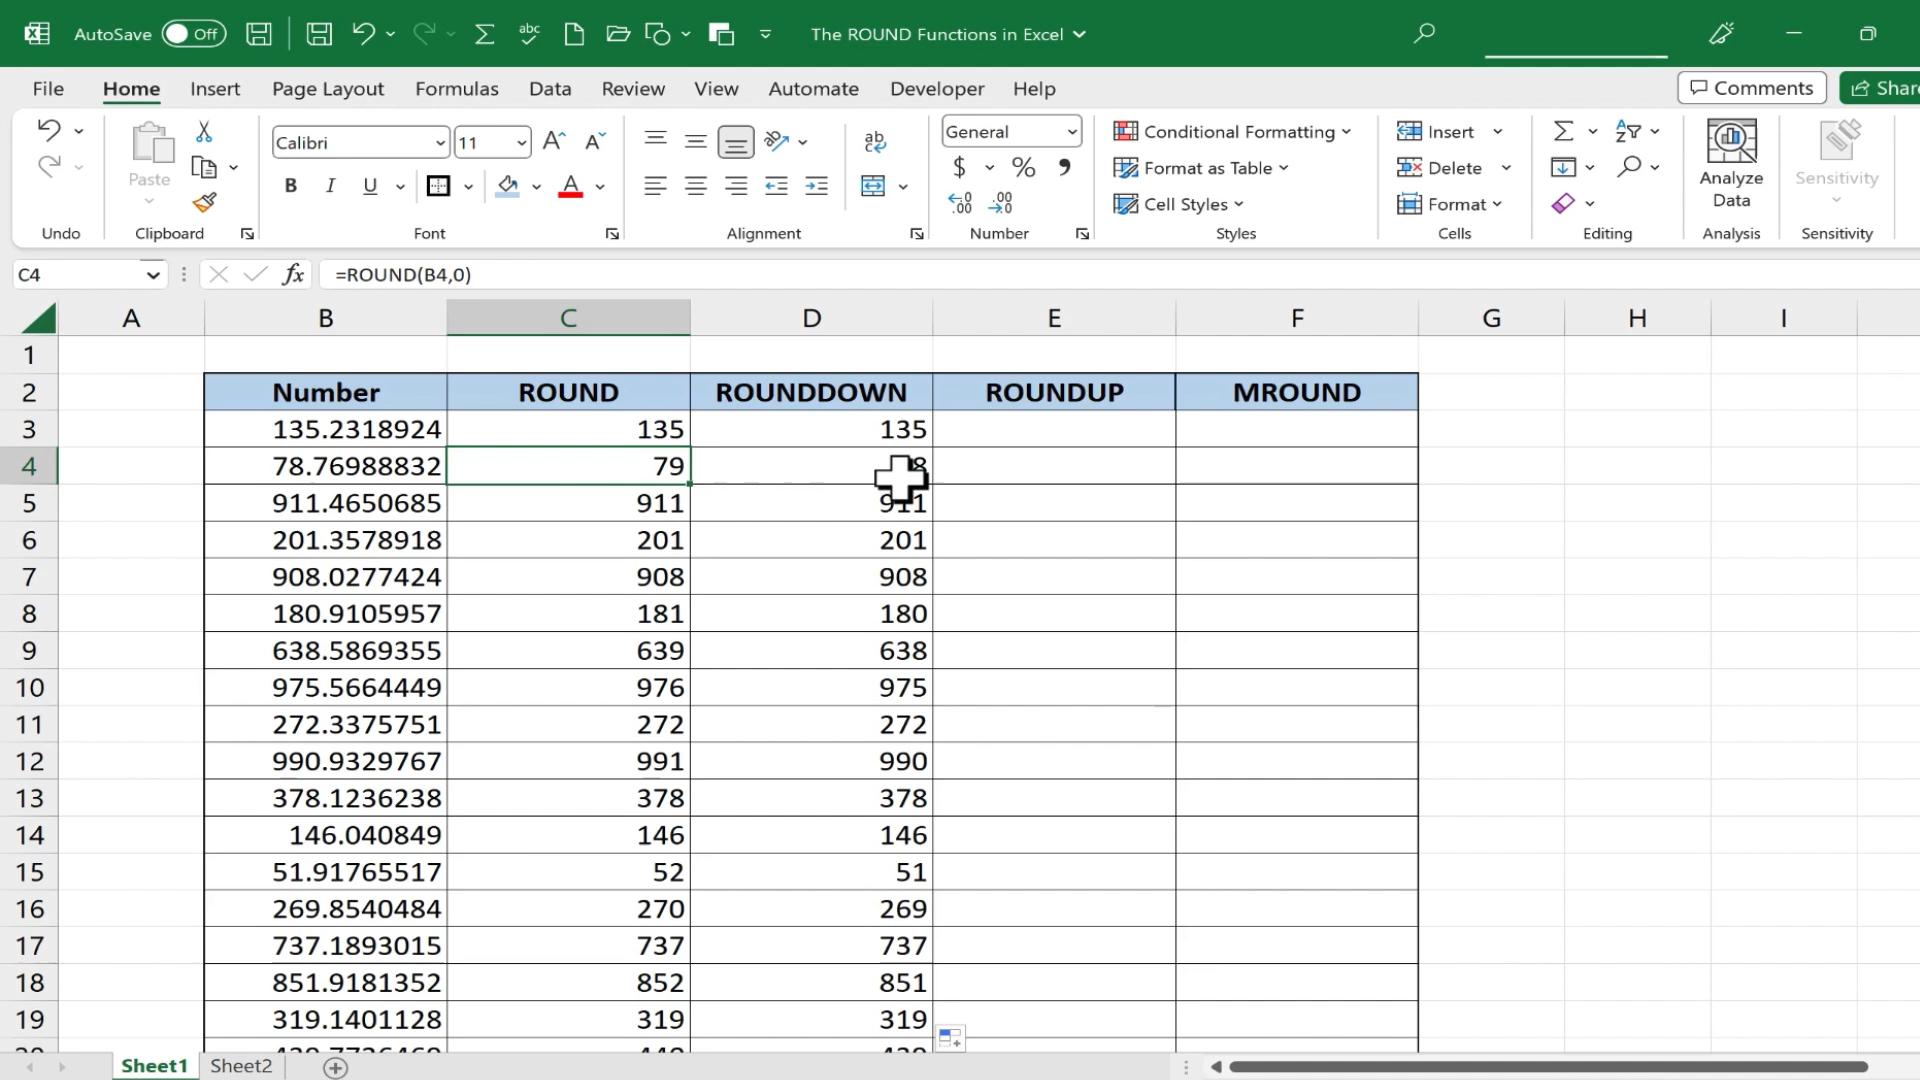 AutoSave Off The ROUND Functions in Excel
File Home Insert Page Layout Formulas Data Review View Automate Developer Help Comments Share
Paste
Calibri 11
B I U
General
$ %
Conditional Formatting
Format as Table
Cell Styles
Insert
Delete
Format
Analyze Data
Sensitivity
Undo Clipboard Font Alignment Number Styles Cells Editing Analysis Sensitivity
C4 fx =ROUND(B4,0)
A B C D E F G H I
1
2 Number ROUND ROUNDDOWN ROUNDUP MROUND
3 135.2318924 135 135
4 78.76988832 79 8
5 911.4650685 911 911
6 201.3578918 201 201
7 908.0277424 908 908
8 180.9105957 181 180
9 638.5869355 639 638
10 975.5664449 976 975
11 272.3375751 272 272
12 990.9329767 991 990
13 378.1236238 378 378
14 146.040849 146 146
15 51.91765517 52 51
16 269.8540484 270 269
17 737.1893015 737 737
18 851.9181352 852 851
19 319.1401128 319 319
Sheet1 Sheet2